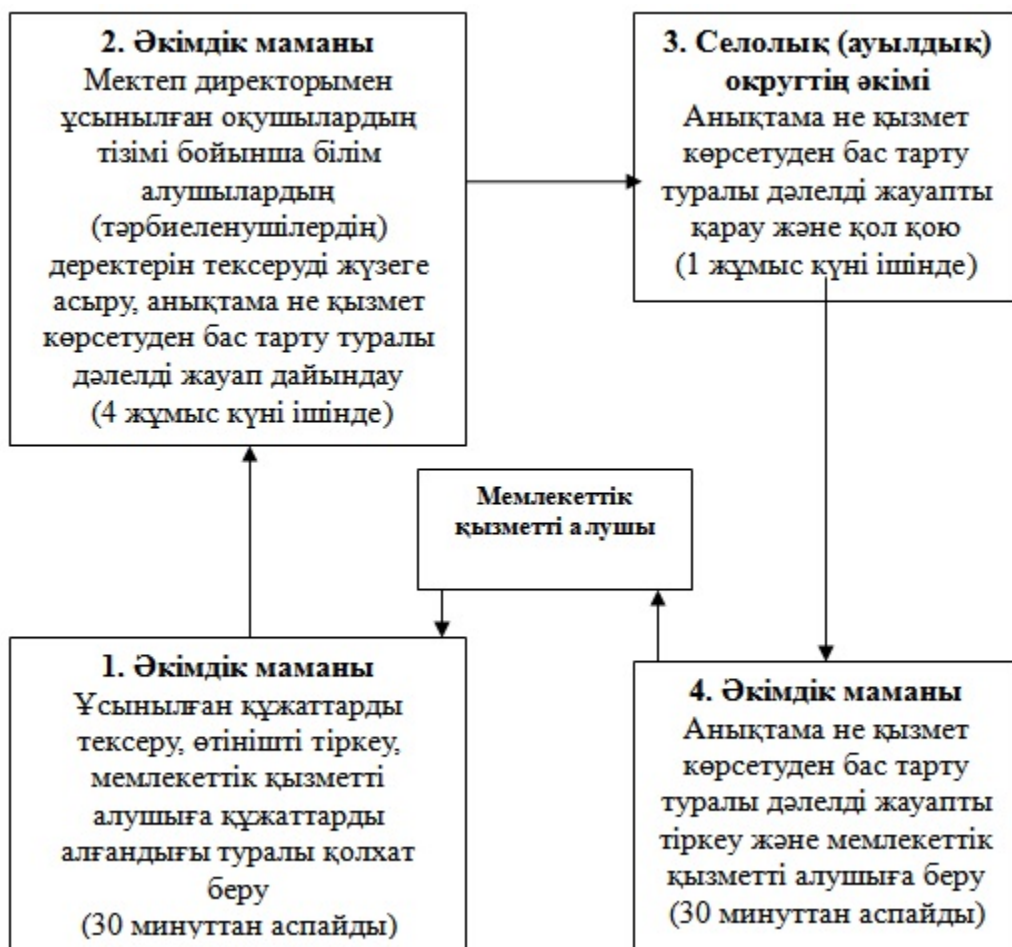 2. Әкімдік маманы
Мектеп директорымен
ұсынылған оқушылардың
тізімі бойынша білім
алушылардың
(тәрбиеленушілердің)
деректерін тексеруді жүзеге
асыру, анықтама не қызмет
көрсетуден бас тарту туралы
дәлелді жауап дайындау
(4 жұмыс күні ішінде)
3. Селолық (ауылдық)
округтің әкімі
Анықтама не қызмет
көрсетуден бас тарту
туралы дәлелді жауапты
қарау және қол қою
(1 жұмыс күні ішінде)
Мемлекеттік
қызметті алушы
1. Әкімдік маманы
Ұсынылған құжаттарды
тексеру, өтінішті тіркеу,
мемлекеттік қызметті
алушыға құжаттарды
алғандығы туралы қолхат
беру
(30 минуттан аспайды)
4. Әкімдік маманы
Анықтама не қызмет
көрсетуден бас тарту
туралы дәлелді жауапты
тіркеу және мемлекеттік
қызметті алушыға беру
(30 минуттан аспайды)